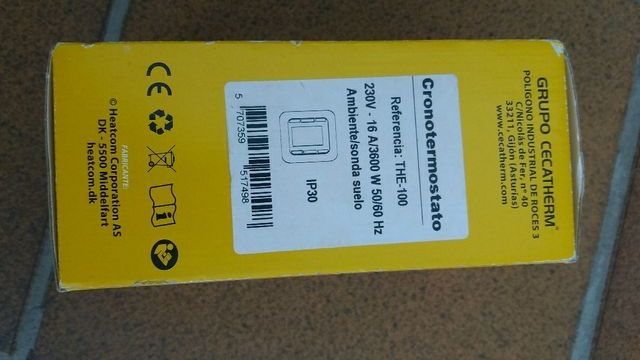 GRUPO CECATHERM®
POLIGONO INDUSTRIAL DE ROCES 3
C/Nicolás de Fer, nº 40
33211, Gijón (Asturias)
www.cecatherm.com
Cronotermostato
Referencia: THE-100
230V - 16 A/3600 W 50/60 Hz
Ambiente/sonda suelo
IP30
5 707359 517498
CE
FABRICANTE:
© Heatcom Corporation AS
DK - 5500 Middelfart
heatcom.dk